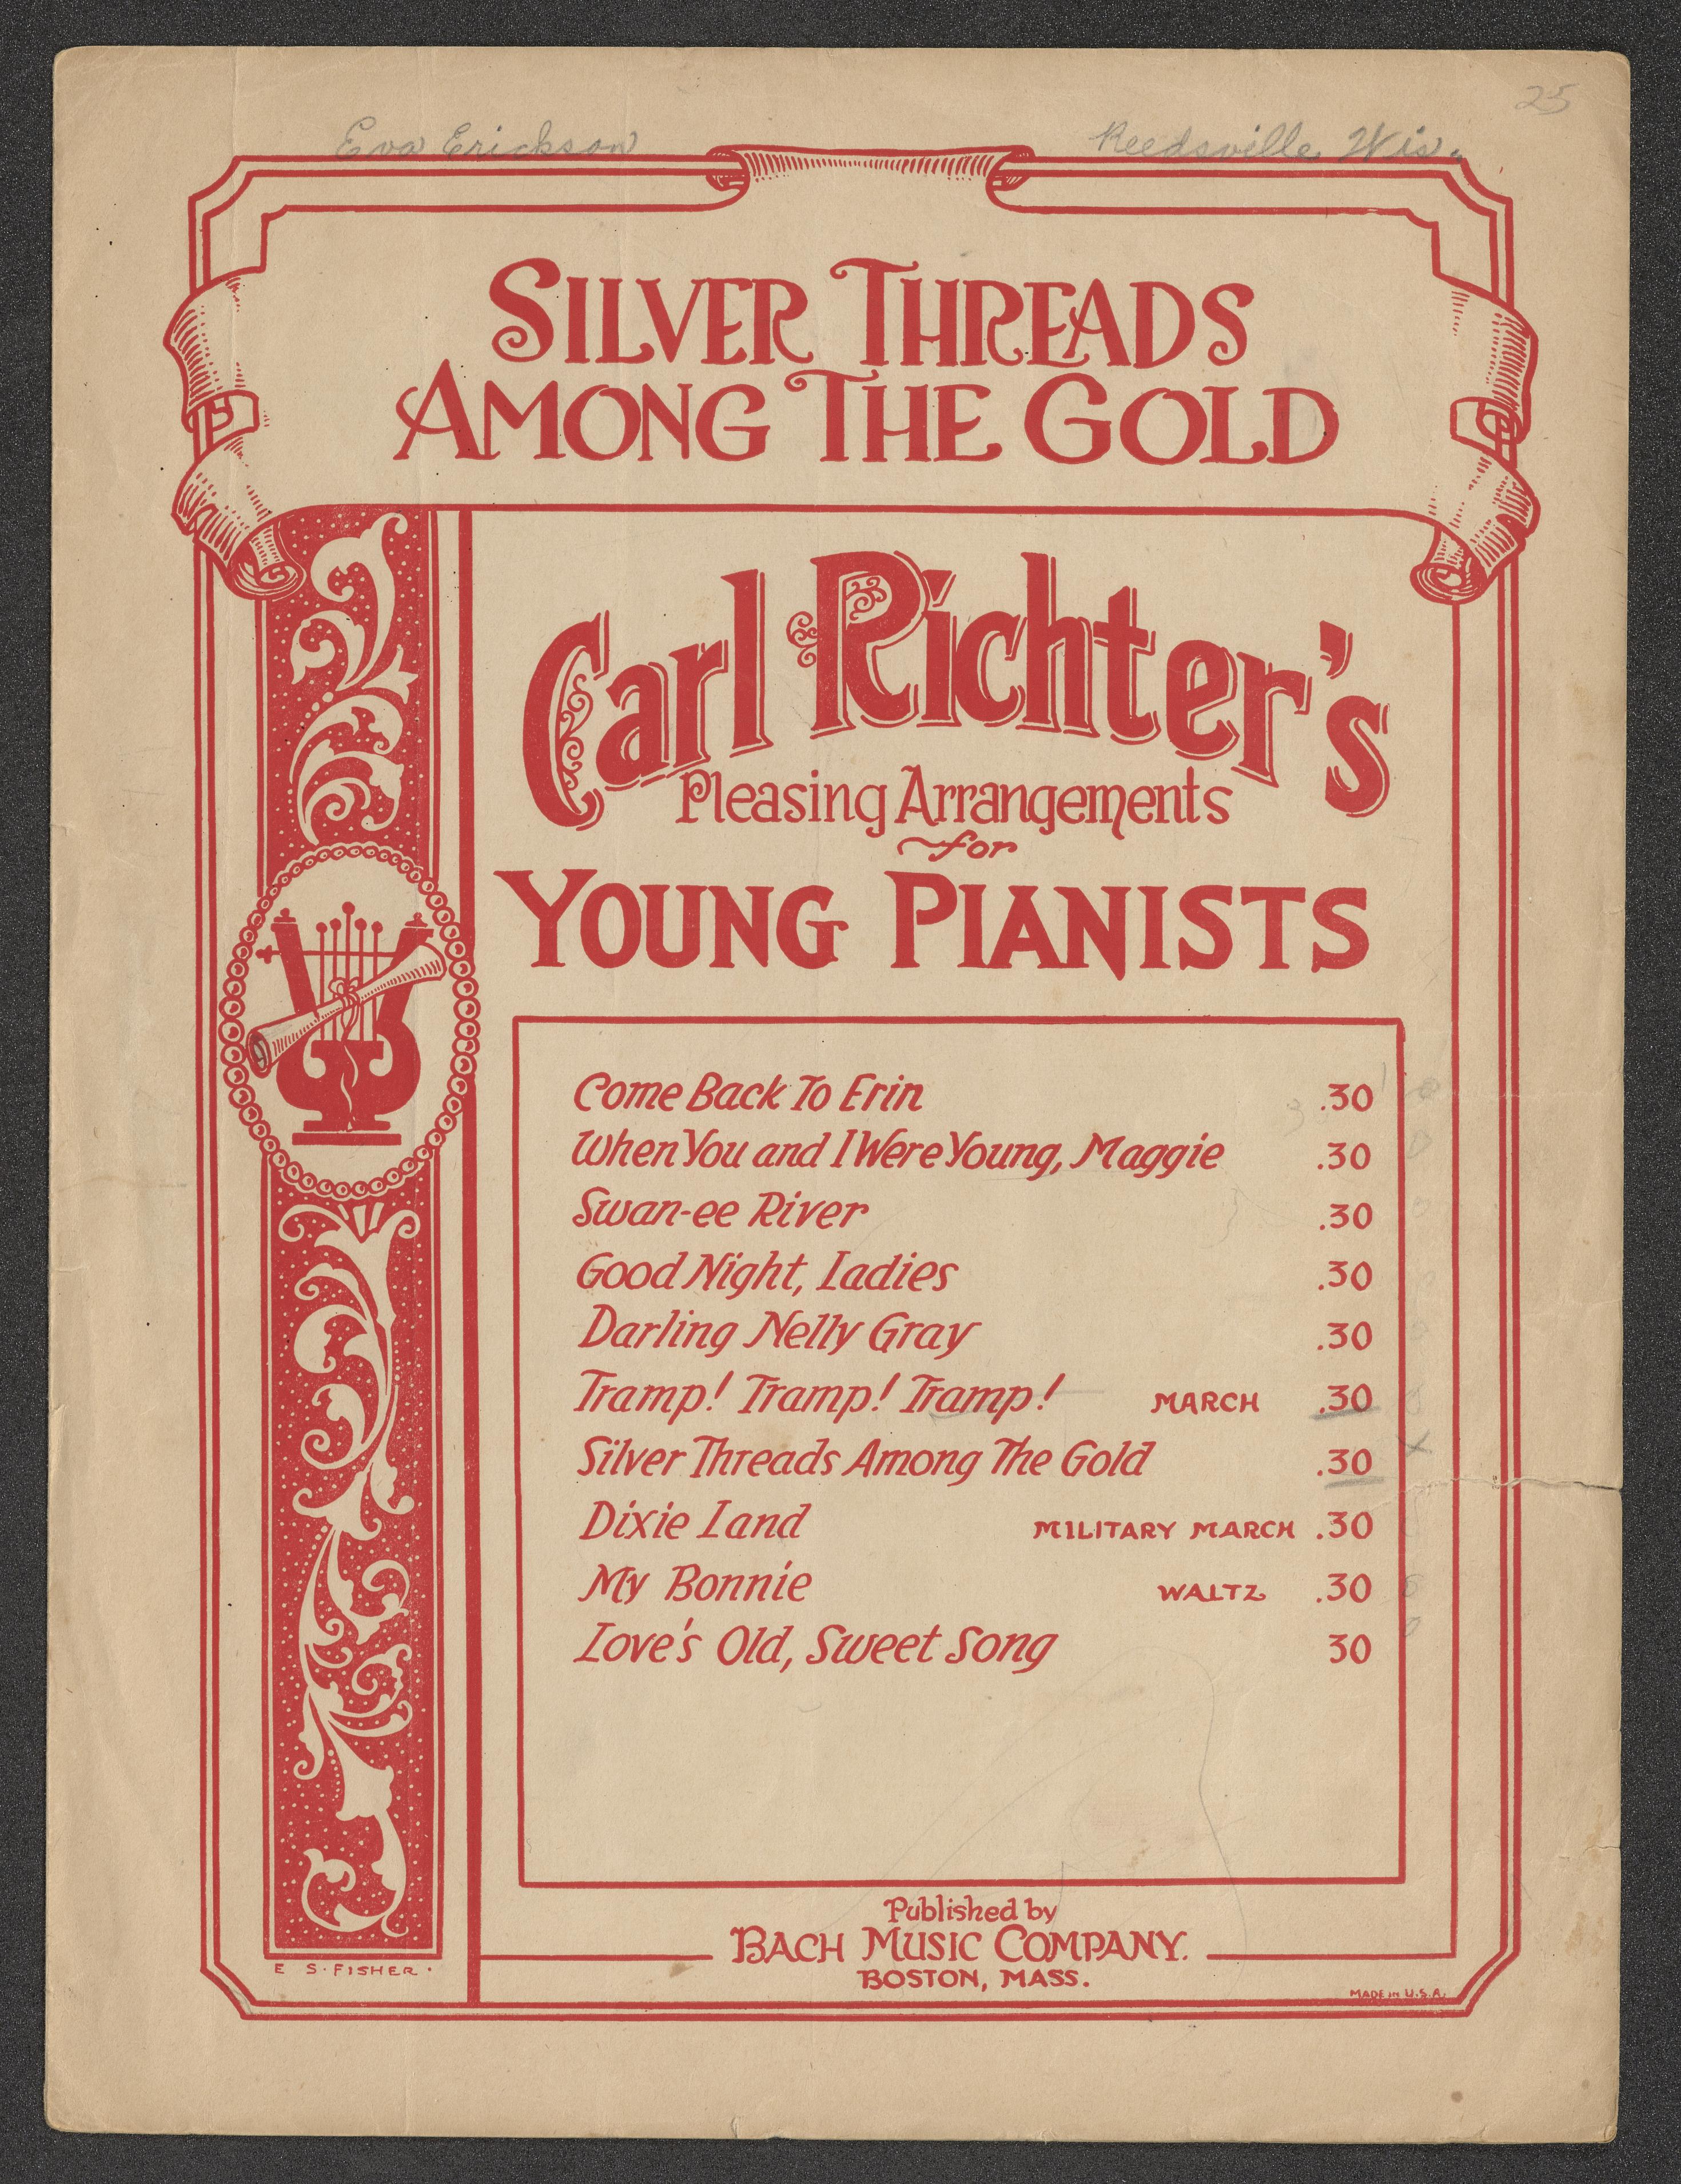 25
Eva Erickson Reedsville, Wis.
SILVER THREADS
AMONG THE GOLD
Carl Richter's
Pleasing Arrangements
for
YOUNG PIANISTS
Come Back To Erin .30
When You and I Were Young, Maggie .30
Swan-ee River .30
Good Night, Ladies .30
Darling Nelly Gray .30
Tramp! Tramp! Tramp! MARCH .30
Silver Threads Among The Gold .30 x
Dixie Land MILITARY MARCH .30
My Bonnie WALTZ .30
Love's Old, Sweet Song 30
Published by
BACH MUSIC COMPANY.
BOSTON, MASS.
E S. FISHER.
MADE IN U.S.A.